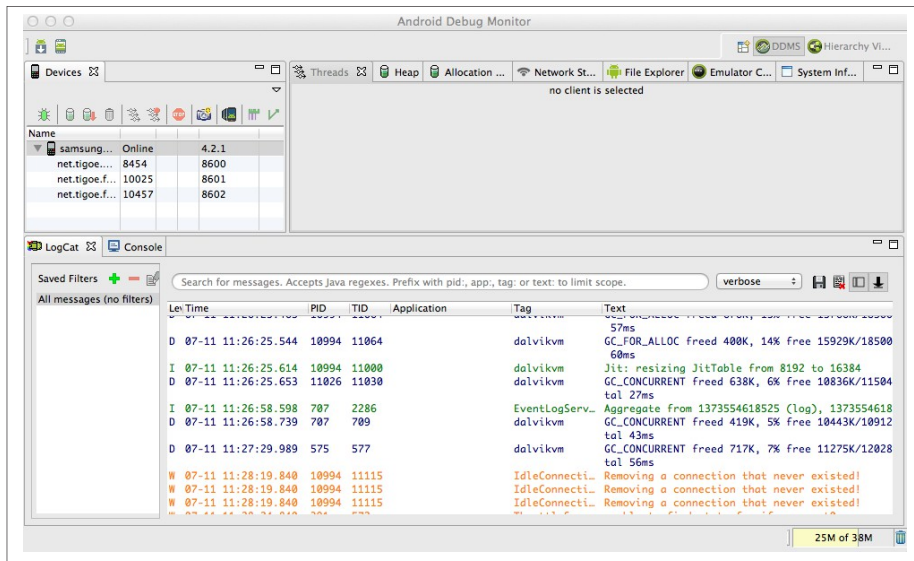 Android Debug Monitor
DDMS Hierarchy Vi...
Devices
Threads Heap Allocation ... Network St... File Explorer Emulator C... System Inf...
no client is selected
Name
samsung... Online 4.2.1
net.tigoe.... 8454 8600
net.tigoe.f... 10025 8601
net.tigoe.f... 10457 8602
LogCat Console
Saved Filters
Search for messages. Accepts Java regexes. Prefix with pid:, app:, tag: or text: to limit scope.
verbose
All messages (no filters)
Lev Time PID TID Application Tag Text
57ms
D 07-11 11:26:25.544 10994 11064 dalvikvm GC_FOR_ALLOC freed 400K, 14% free 15929K/18500
60ms
I 07-11 11:26:25.614 10994 11000 dalvikvm Jit: resizing JitTable from 8192 to 16384
D 07-11 11:26:25.653 11026 11030 dalvikvm GC_CONCURRENT freed 638K, 6% free 10836K/11504
tal 27ms
I 07-11 11:26:58.598 707 2286 EventLogServ… Aggregate from 1373554618525 (log), 1373554618
D 07-11 11:26:58.739 707 709 dalvikvm GC_CONCURRENT freed 419K, 5% free 10443K/10912
tal 43ms
D 07-11 11:27:29.989 575 577 dalvikvm GC_CONCURRENT freed 717K, 7% free 11275K/12028
tal 56ms
W 07-11 11:28:19.840 10994 11115 IdleConnecti… Removing a connection that never existed!
W 07-11 11:28:19.840 10994 11115 IdleConnecti… Removing a connection that never existed!
W 07-11 11:28:19.840 10994 11115 IdleConnecti… Removing a connection that never existed!
25M of 38M